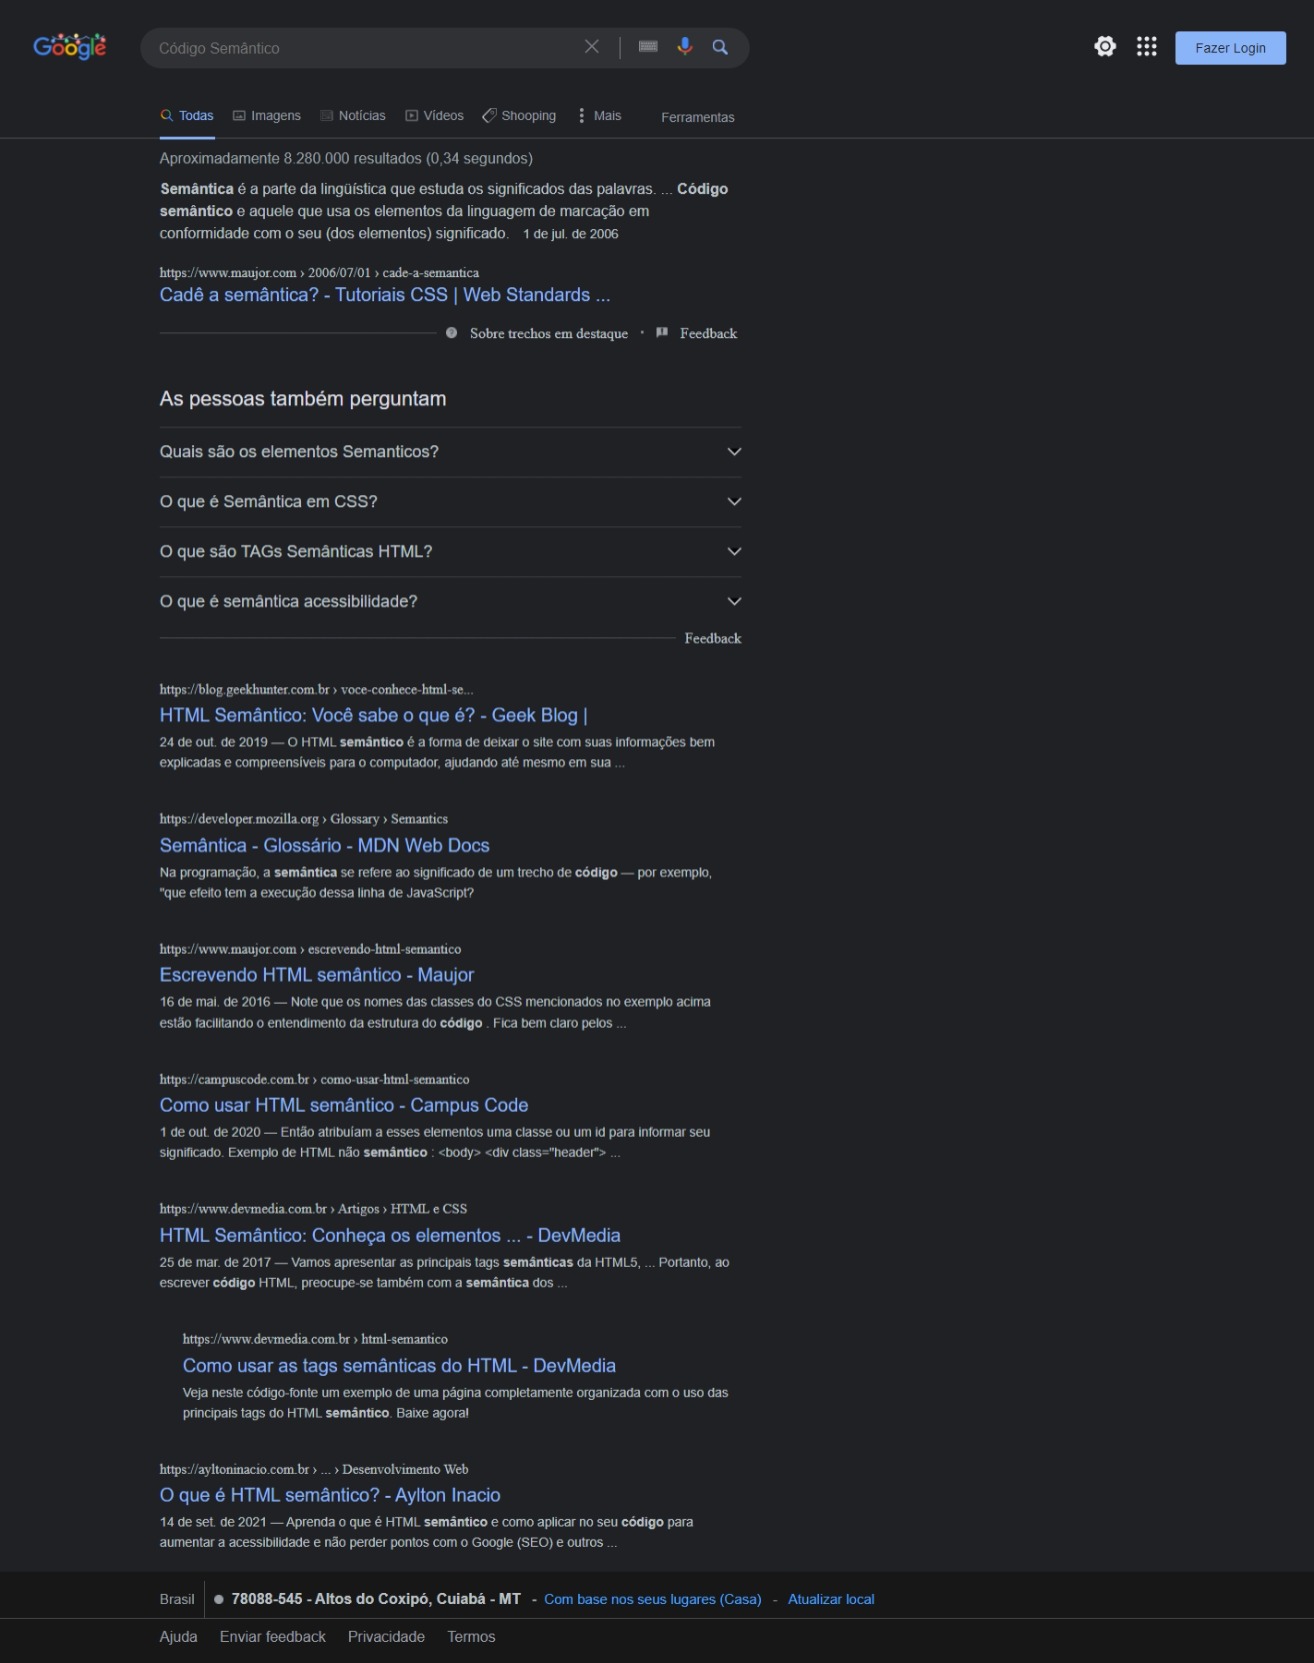 Google
Código Semântico
Fazer Login
Todas Imagens Notícias Vídeos Shooping Mais Ferramentas
Aproximadamente 8.280.000 resultados (0,34 segundos)
Semântica é a parte da lingüística que estuda os significados das palavras. ... Código
semântico e aquele que usa os elementos da linguagem de marcação em
conformidade com o seu (dos elementos) significado. 1 de jul. de 2006
https://www.maujor.com › 2006/07/01 › cade-a-semantica
Cadê a semântica? - Tutoriais CSS | Web Standards ...
Sobre trechos em destaque · Feedback
As pessoas também perguntam
Quais são os elementos Semanticos?
O que é Semântica em CSS?
O que são TAGs Semânticas HTML?
O que é semântica acessibilidade?
Feedback
https://blog.geekhunter.com.br › voce-conhece-html-se...
HTML Semântico: Você sabe o que é? - Geek Blog |
24 de out. de 2019 — O HTML semântico é a forma de deixar o site com suas informações bem
explicadas e compreensíveis para o computador, ajudando até mesmo em sua ...
https://developer.mozilla.org › Glossary › Semantics
Semântica - Glossário - MDN Web Docs
Na programação, a semântica se refere ao significado de um trecho de código — por exemplo,
"que efeito tem a execução dessa linha de JavaScript?
https://www.maujor.com › escrevendo-html-semantico
Escrevendo HTML semântico - Maujor
16 de mai. de 2016 — Note que os nomes das classes do CSS mencionados no exemplo acima
estão facilitando o entendimento da estrutura do código . Fica bem claro pelos ...
https://campuscode.com.br › como-usar-html-semantico
Como usar HTML semântico - Campus Code
1 de out. de 2020 — Então atribuíam a esses elementos uma classe ou um id para informar seu
significado. Exemplo de HTML não semântico : <body> <div class="header"> ...
https://www.devmedia.com.br › Artigos › HTML e CSS
HTML Semântico: Conheça os elementos ... - DevMedia
25 de mar. de 2017 — Vamos apresentar as principais tags semânticas da HTML5, ... Portanto, ao
escrever código HTML, preocupe-se também com a semântica dos ...
https://www.devmedia.com.br › html-semantico
Como usar as tags semânticas do HTML - DevMedia
Veja neste código-fonte um exemplo de uma página completamente organizada com o uso das
principais tags do HTML semântico. Baixe agora!
https://ayltoninacio.com.br › ... › Desenvolvimento Web
O que é HTML semântico? - Aylton Inacio
14 de set. de 2021 — Aprenda o que é HTML semântico e como aplicar no seu código para
aumentar a acessibilidade e não perder pontos com o Google (SEO) e outros ...
Brasil 78088-545 - Altos do Coxipó, Cuiabá - MT - Com base nos seus lugares (Casa) - Atualizar local
Ajuda Enviar feedback Privacidade Termos